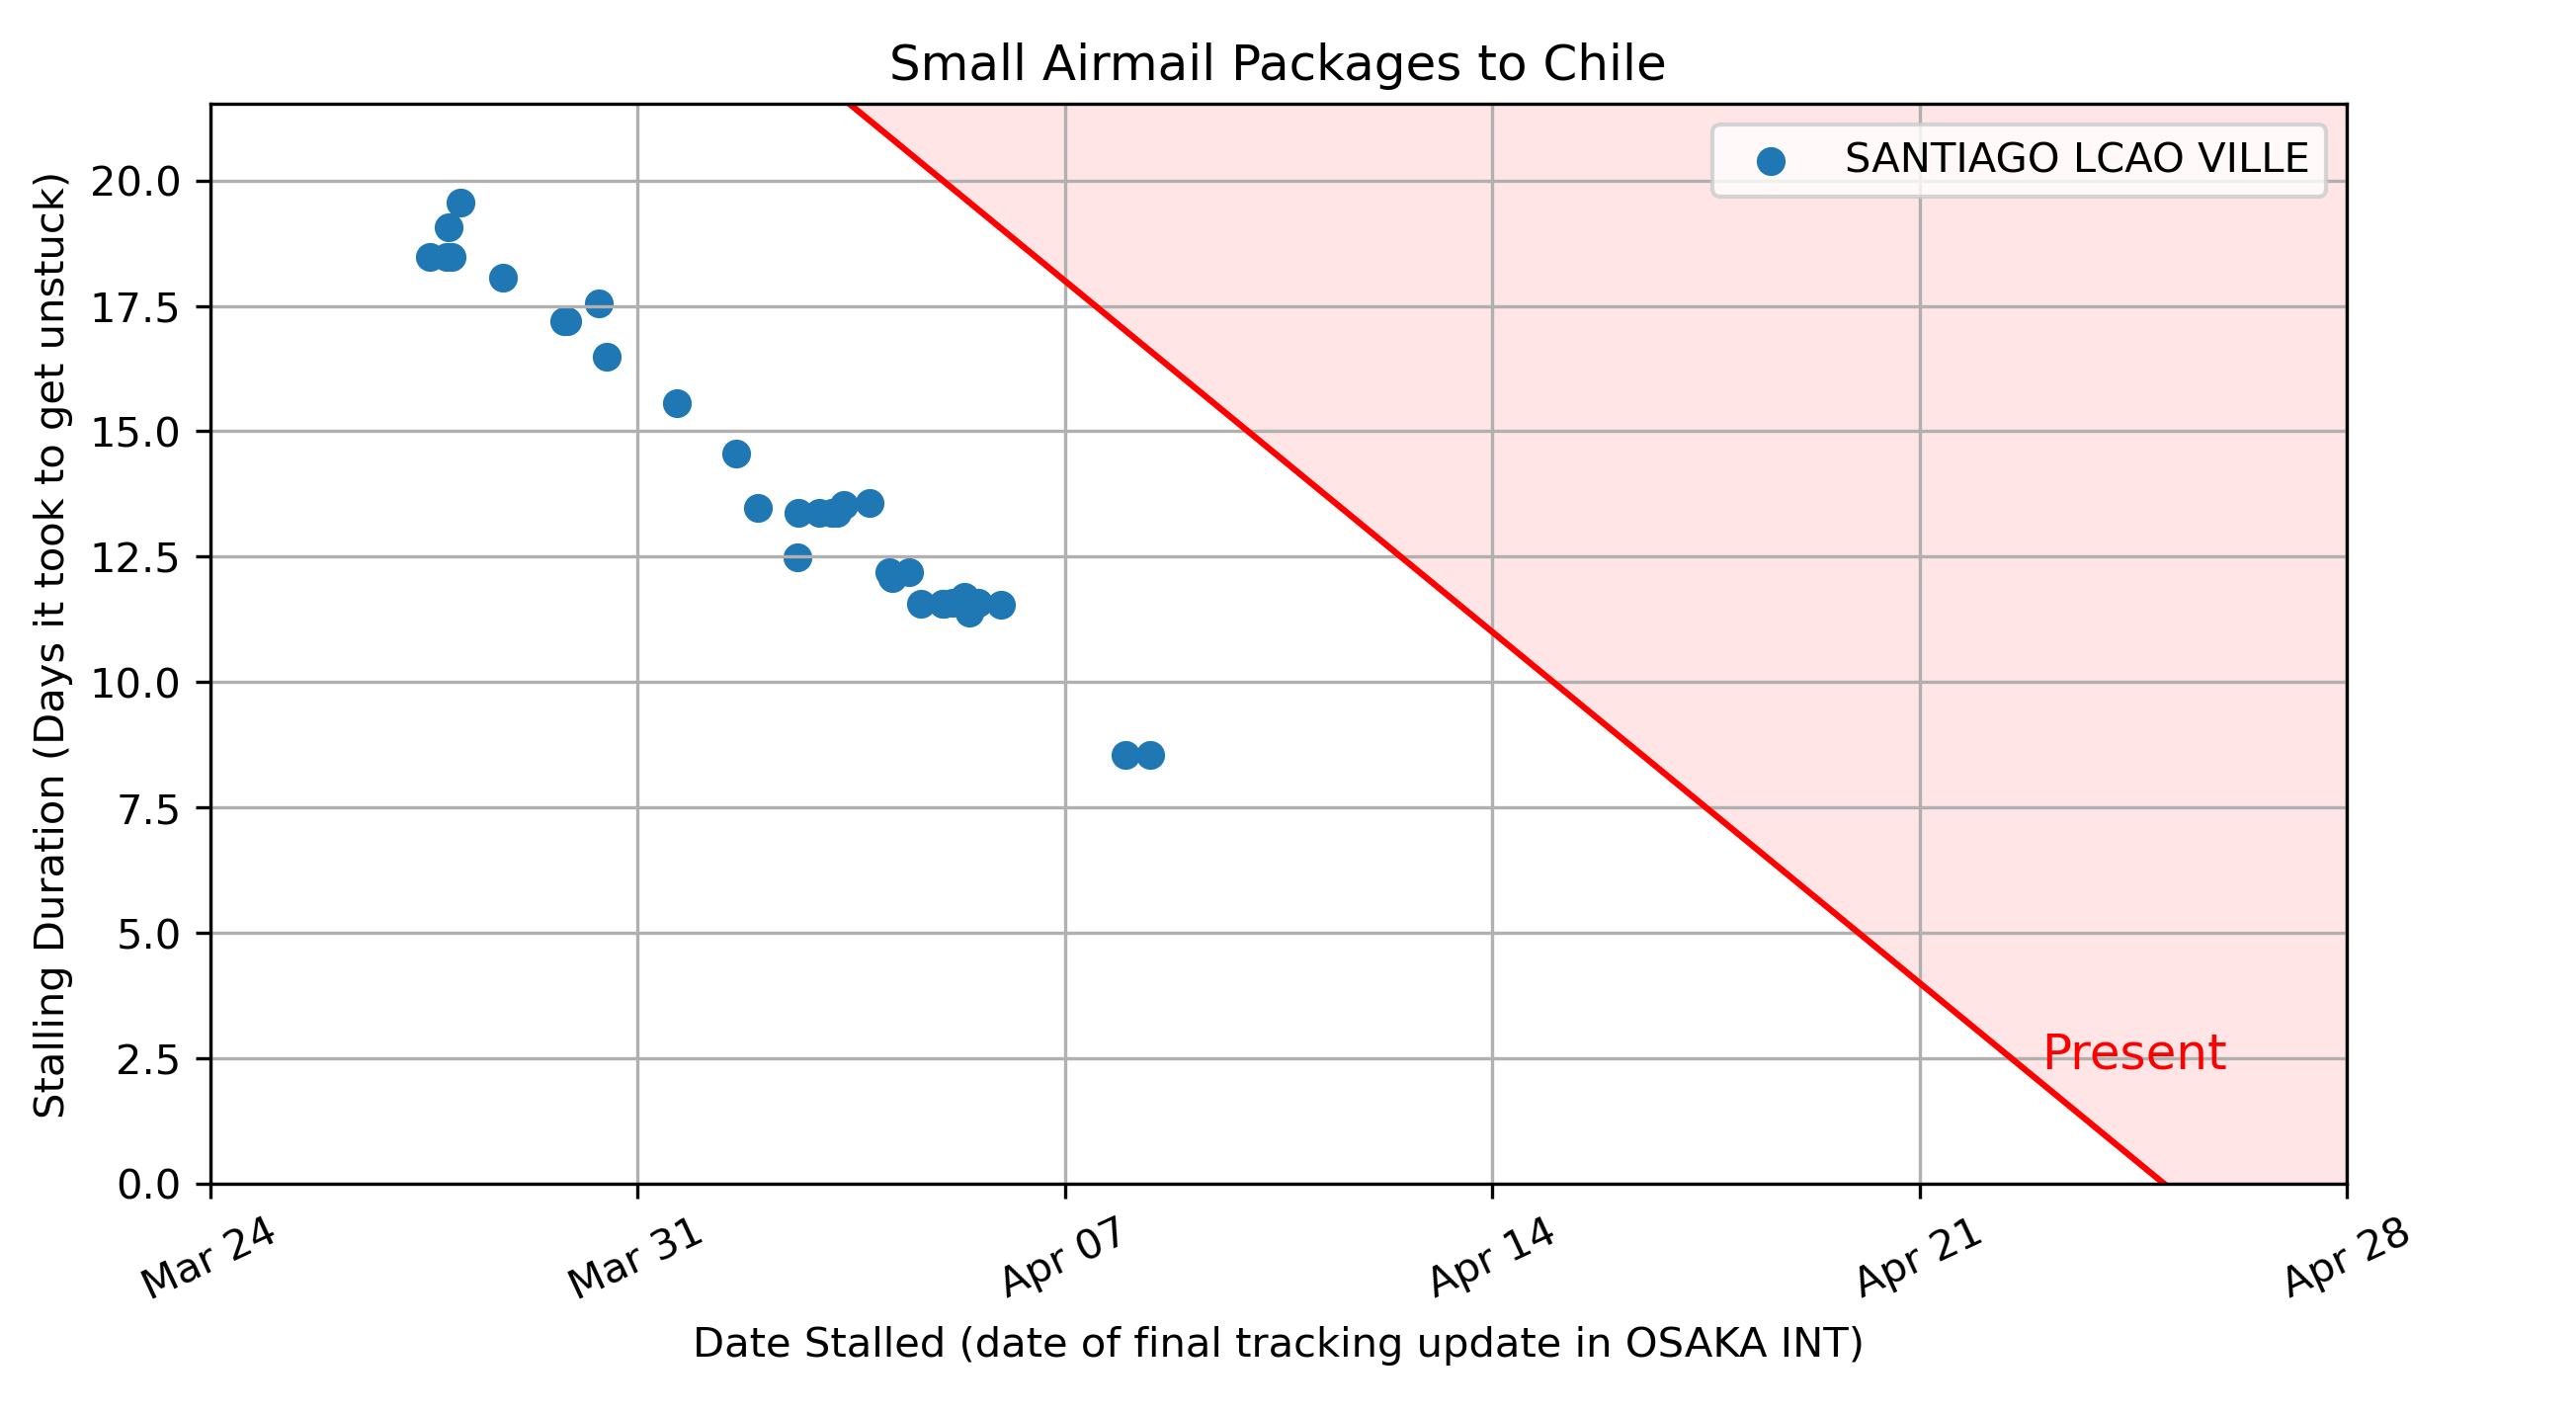 Small Airmail Packages to Chile
SANTIAGO LCAO VILLE
Stalling Duration (Days it took to get unstuck)
20.0
17.5
15.0
12.5
10.0
7.5
5.0
2.5
0.0
Present
Mar 24
Mar 31
Apr 07
Apr 14
Apr 21
Apr 28
Date Stalled (date of final tracking update in OSAKA INT)